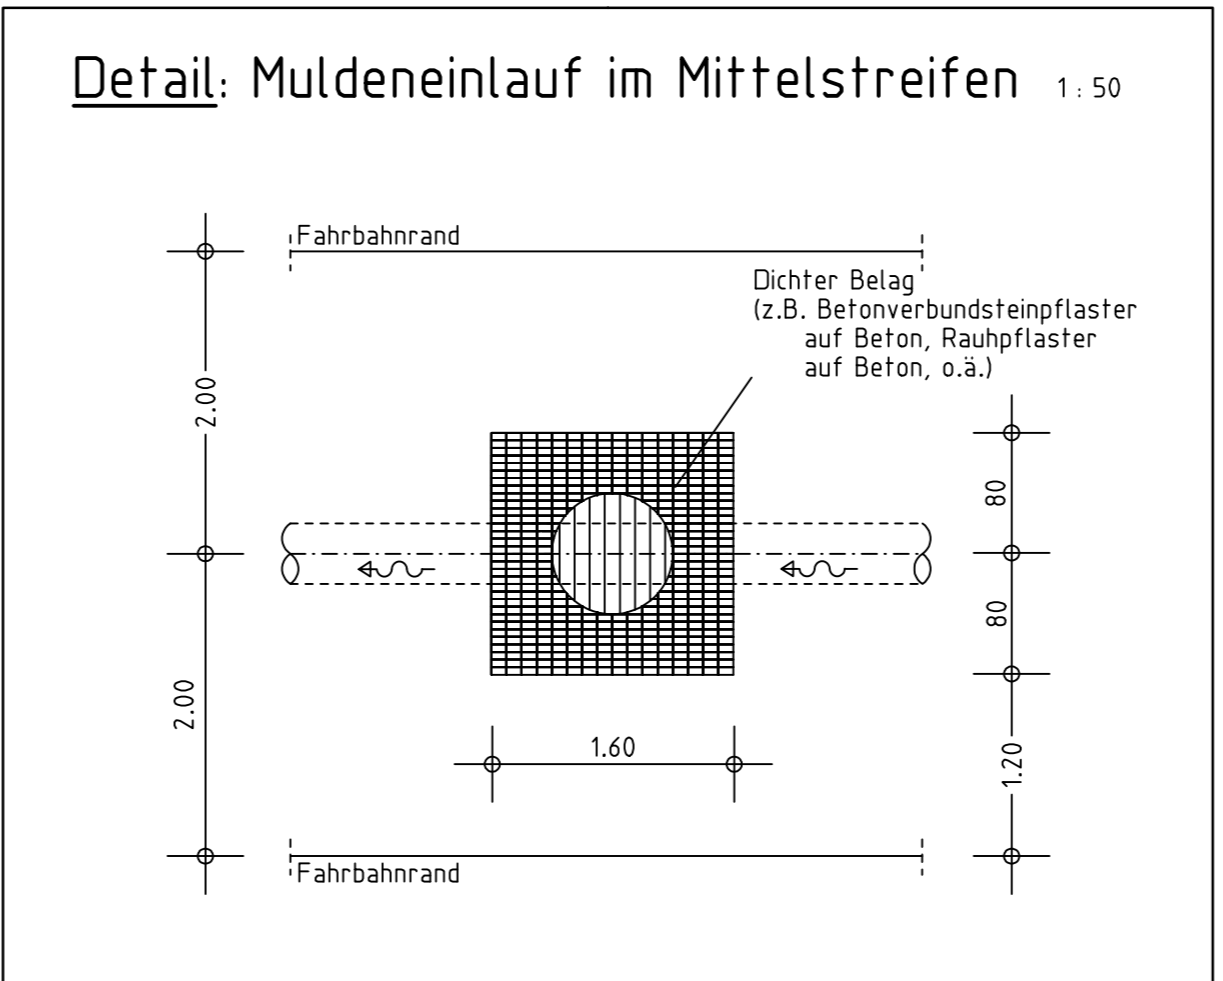 Detail: Muldeneinlauf im Mittelstreifen 1 : 50
Fahrbahnrand
Dichter Belag
(z.B. Betonverbundsteinpflaster
auf Beton, Rauhpflaster
auf Beton, o.ä.)
2.00
80
80
2.00
1.60
1.20
Fahrbahnrand